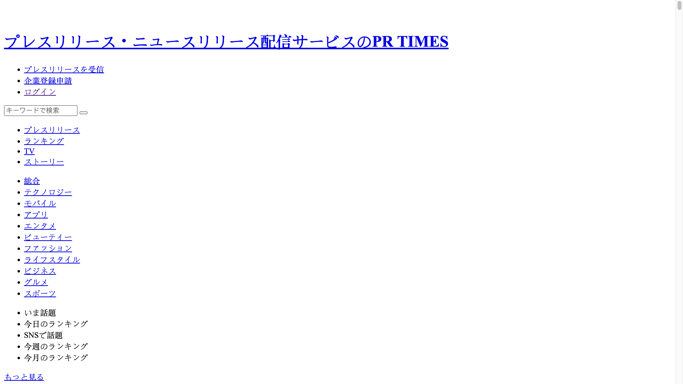 プレスリリース・ニュースリリース配信サービスのPR TIMES
プレスリリースを受信
企業登録申請
ログイン
キーワードで検索
プレスリリース
ランキング
TV
ストーリー
総合
テクノロジー
モバイル
アプリ
エンタメ
ビューティー
ファッション
ライフスタイル
ビジネス
グルメ
スポーツ
いま話題
今日のランキング
SNSで話題
今週のランキング
今月のランキング
もっと見る